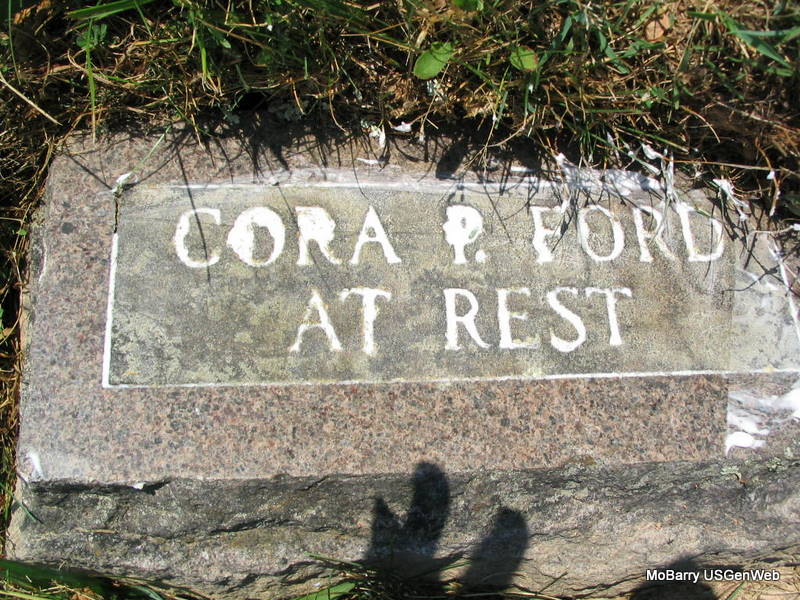 CORA P. FORD
AT REST
MoBarry USGenWeb